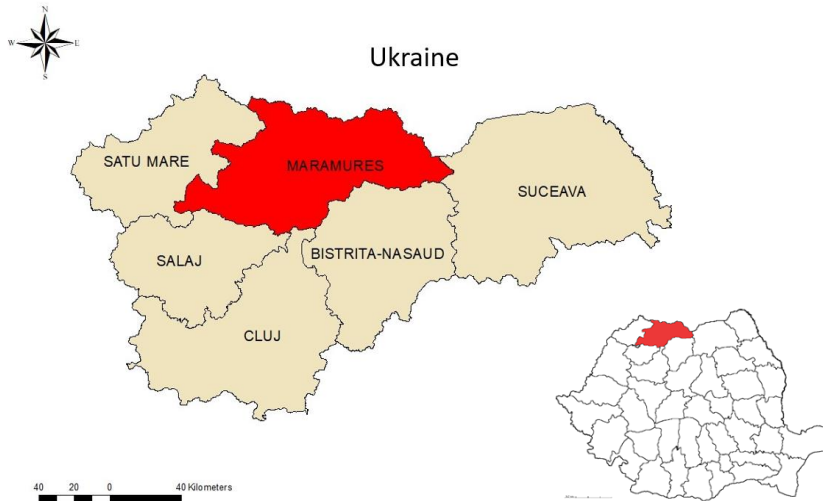 N
W E
S
Ukraine
SATU MARE
MARAMURES
SUCEAVA
SALAJ
BISTRITA-NASAUD
CLUJ
40 20 0 40 Kilometers